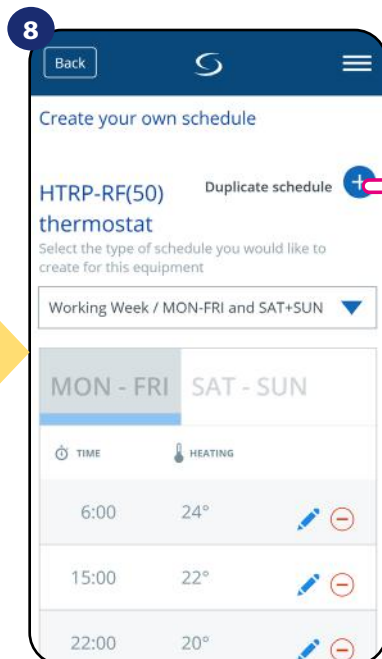 8
Back
Create your own schedule
HTRP-RF(50)
thermostat
Duplicate schedule
Select the type of schedule you would like to
create for this equipment
Working Week / MON-FRI and SAT+SUN
MON - FRI SAT - SUN
TIME HEATING
6:00 24°
15:00 22°
22:00 20°